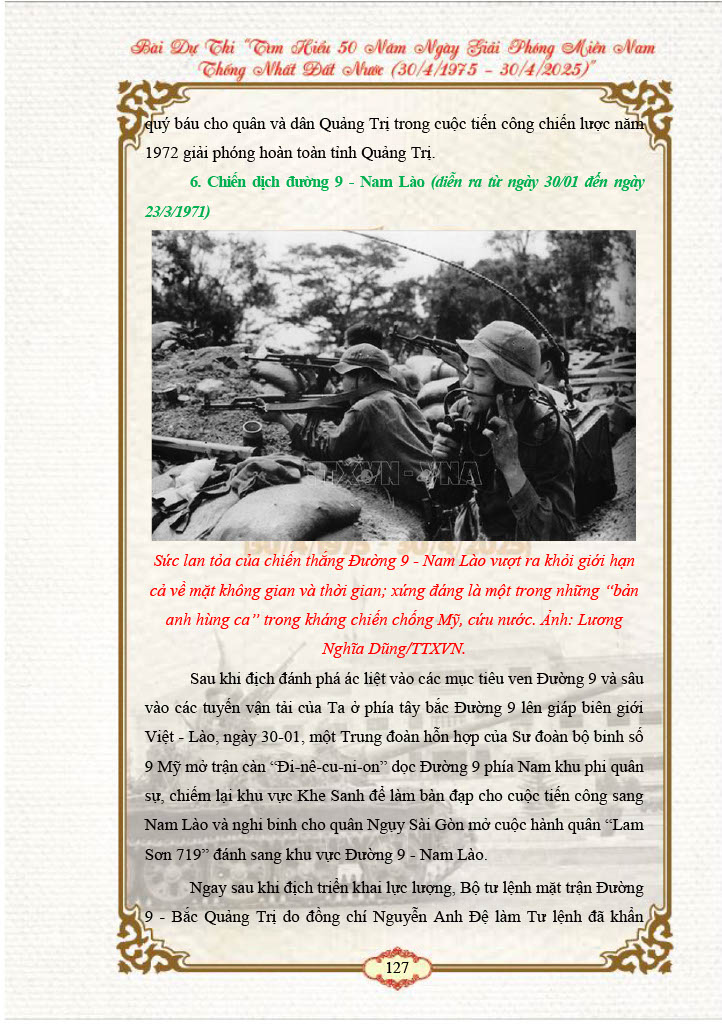 Bài Dự Thi “Tìm Hiểu 50 Năm Ngày Giải Phóng Miền Nam
Thống Nhất Đất Nước (30/4/1975 – 30/4/2025)”
quý báu cho quân và dân Quảng Trị trong cuộc tiến công chiến lược năm
1972 giải phóng hoàn toàn tỉnh Quảng Trị.
6. Chiến dịch đường 9 - Nam Lào (diễn ra từ ngày 30/01 đến ngày
23/3/1971)
TTXVN - VNA
(30/4/1975 - 30/4/2025)
Sức lan tỏa của chiến thắng Đường 9 - Nam Lào vượt ra khỏi giới hạn
cả về mặt không gian và thời gian; xứng đáng là một trong những “bản
anh hùng ca” trong kháng chiến chống Mỹ, cứu nước. Ảnh: Lương
Nghĩa Dũng/TTXVN.
Sau khi địch đánh phá ác liệt vào các mục tiêu ven Đường 9 và sâu
vào các tuyến vận tải của Ta ở phía tây bắc Đường 9 lên giáp biên giới
Việt - Lào, ngày 30-01, một Trung đoàn hỗn hợp của Sư đoàn bộ binh số
9 Mỹ mở trận càn “Đi-nê-cu-ni-on” dọc Đường 9 phía Nam khu phi quân
sự, chiếm lại khu vực Khe Sanh để làm bàn đạp cho cuộc tiến công sang
Nam Lào và nghi binh cho quân Ngụy Sài Gòn mở cuộc hành quân “Lam
Sơn 719” đánh sang khu vực Đường 9 - Nam Lào.
Ngay sau khi địch triển khai lực lượng, Bộ tư lệnh mặt trận Đường
9 - Bắc Quảng Trị do đồng chí Nguyễn Anh Đệ làm Tư lệnh đã khẩn
127